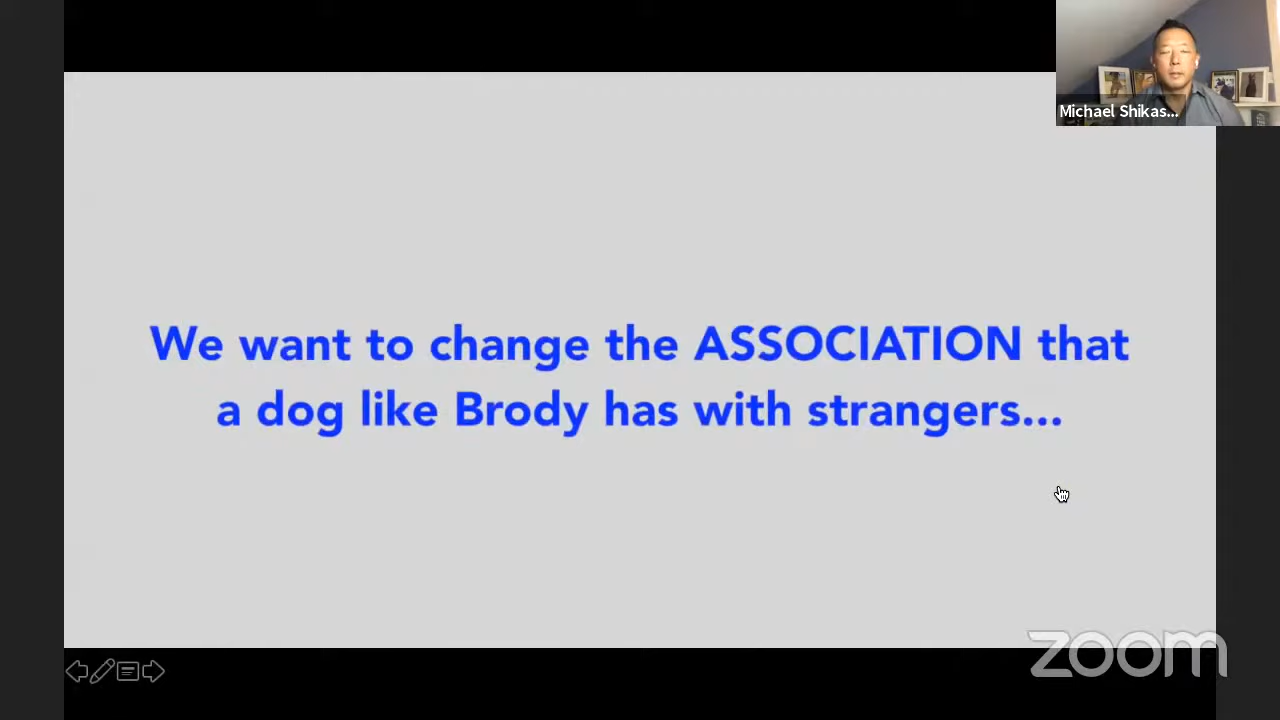 Michael Shikas...
We want to change the ASSOCIATION that
a dog like Brody has with strangers...
zoom